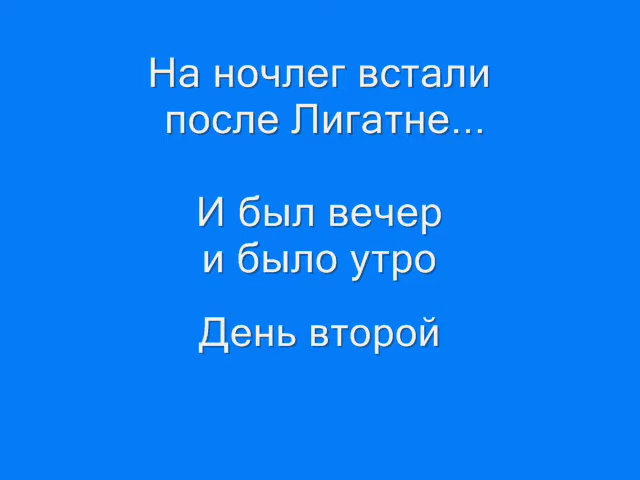 На ночлег встали
после Лигатне...
И был вечер
и было утро
День второй